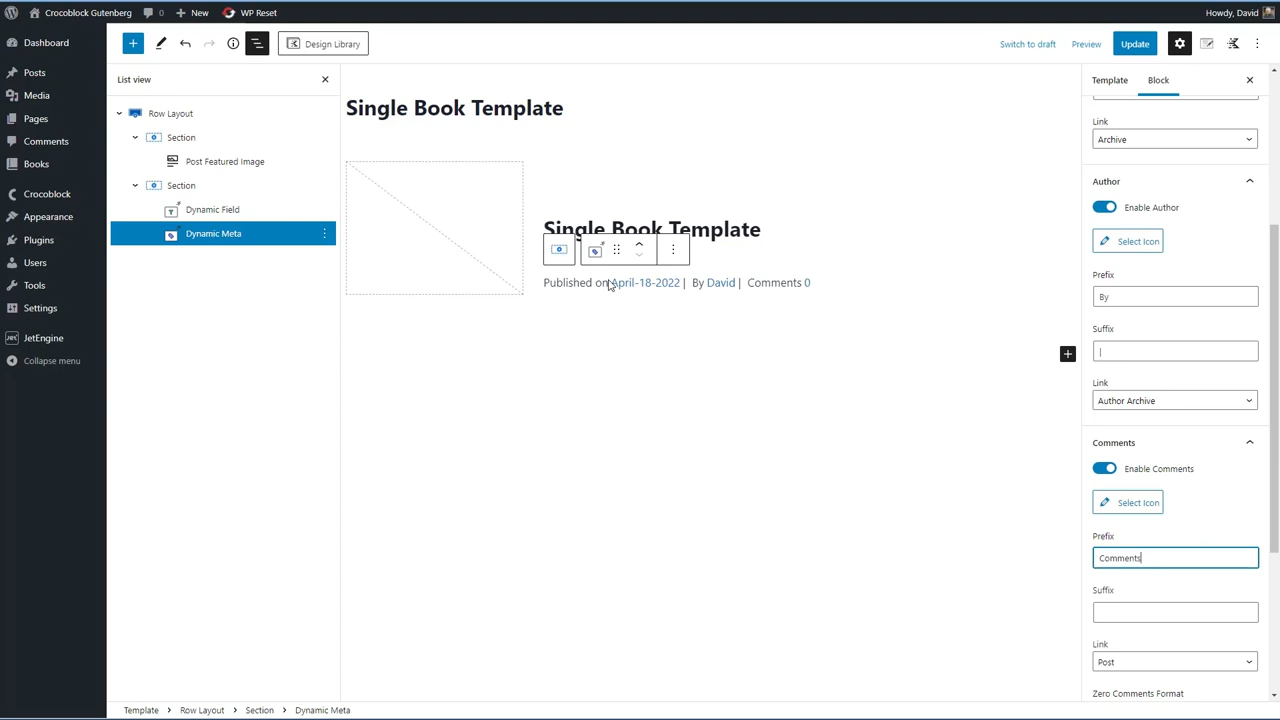 Crocoblock Gutenberg 0 New WP Reset Howdy, David
Design Library Switch to draft Preview Update
Dashboard
Posts
Media
Pages
Comments
Books
Crocoblock
Appearance
Plugins
Users
Tools
Settings
JetEngine
Collapse menu
List view
Row Layout
Section
Post Featured Image
Section
Dynamic Field
Dynamic Meta
Single Book Template
Single Book Template
Published on April-18-2022 | By David | Comments 0
Template Block
Link
Archive
Author
Enable Author
Select Icon
Prefix
By
Suffix
|
Link
Author Archive
Comments
Enable Comments
Select Icon
Prefix
Comments
Suffix
Link
Post
Zero Comments Format
Template Row Layout Section Dynamic Meta